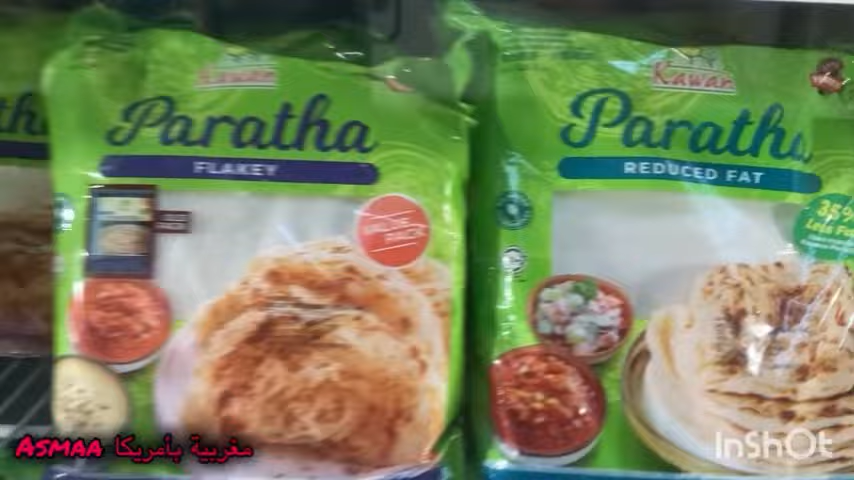 Kawan
Paratha
FLAKEY
VALUE PACK
Kawan
Paratha
REDUCED FAT
35%
Less Fat
ASMAA مغربية بأمريكا
InShOt